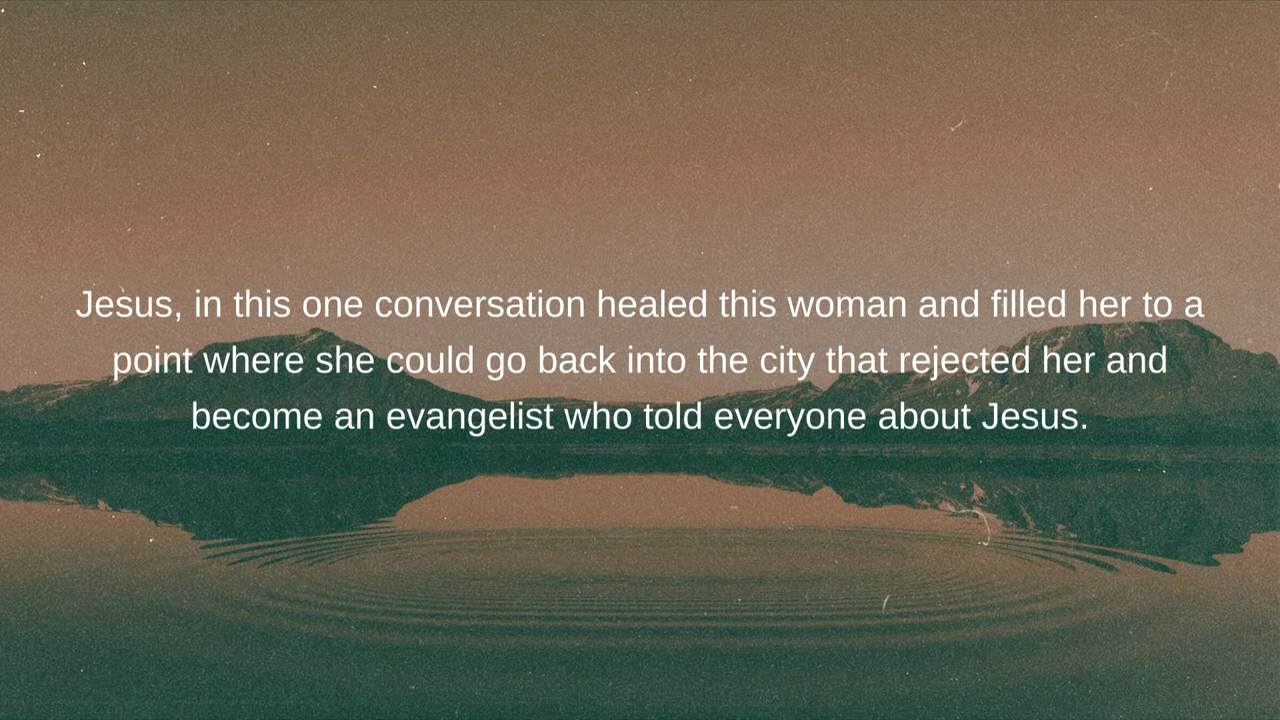 Jesus, in this one conversation healed this woman and filled her to a
point where she could go back into the city that rejected her and
become an evangelist who told everyone about Jesus.